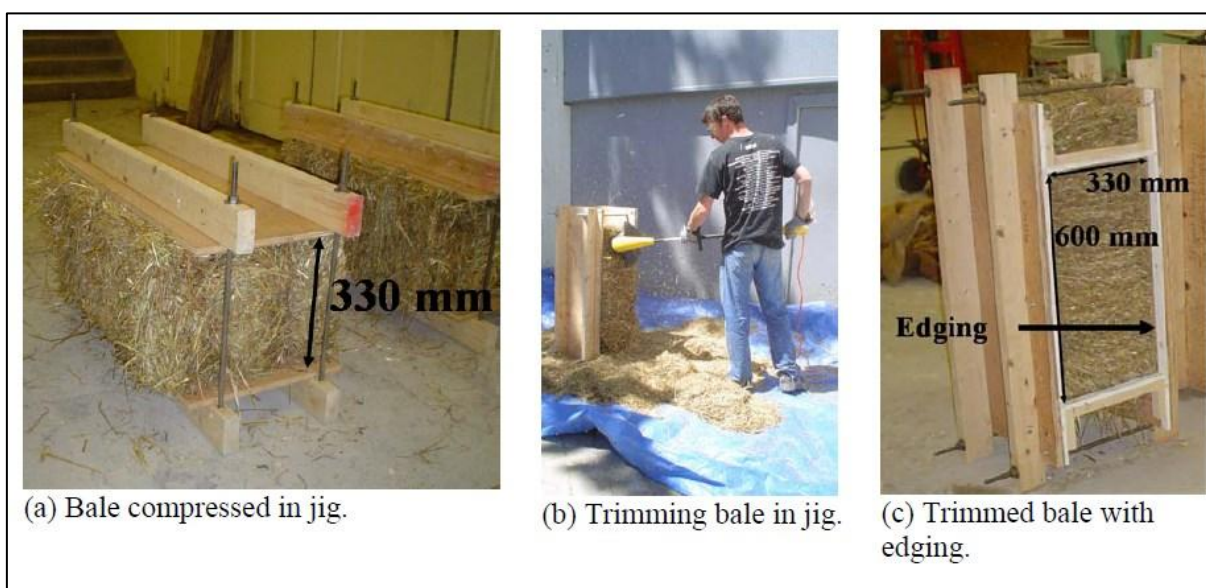 330 mm
330 mm
600 mm
Edging
(a) Bale compressed in jig.
(b) Trimming bale in jig.
(c) Trimmed bale with
edging.